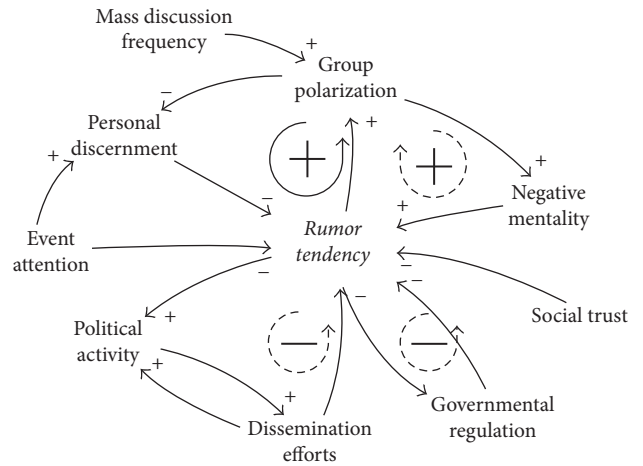 Mass discussion
frequency
+
Group
polarization
−
+
Personal
discernment
+
+
+
+
−
Negative
mentality
+
Rumor
tendency
Event
attention
−
−
−
−
Social trust
Political
activity
+
+
−
−
+
Governmental
regulation
Dissemination
efforts